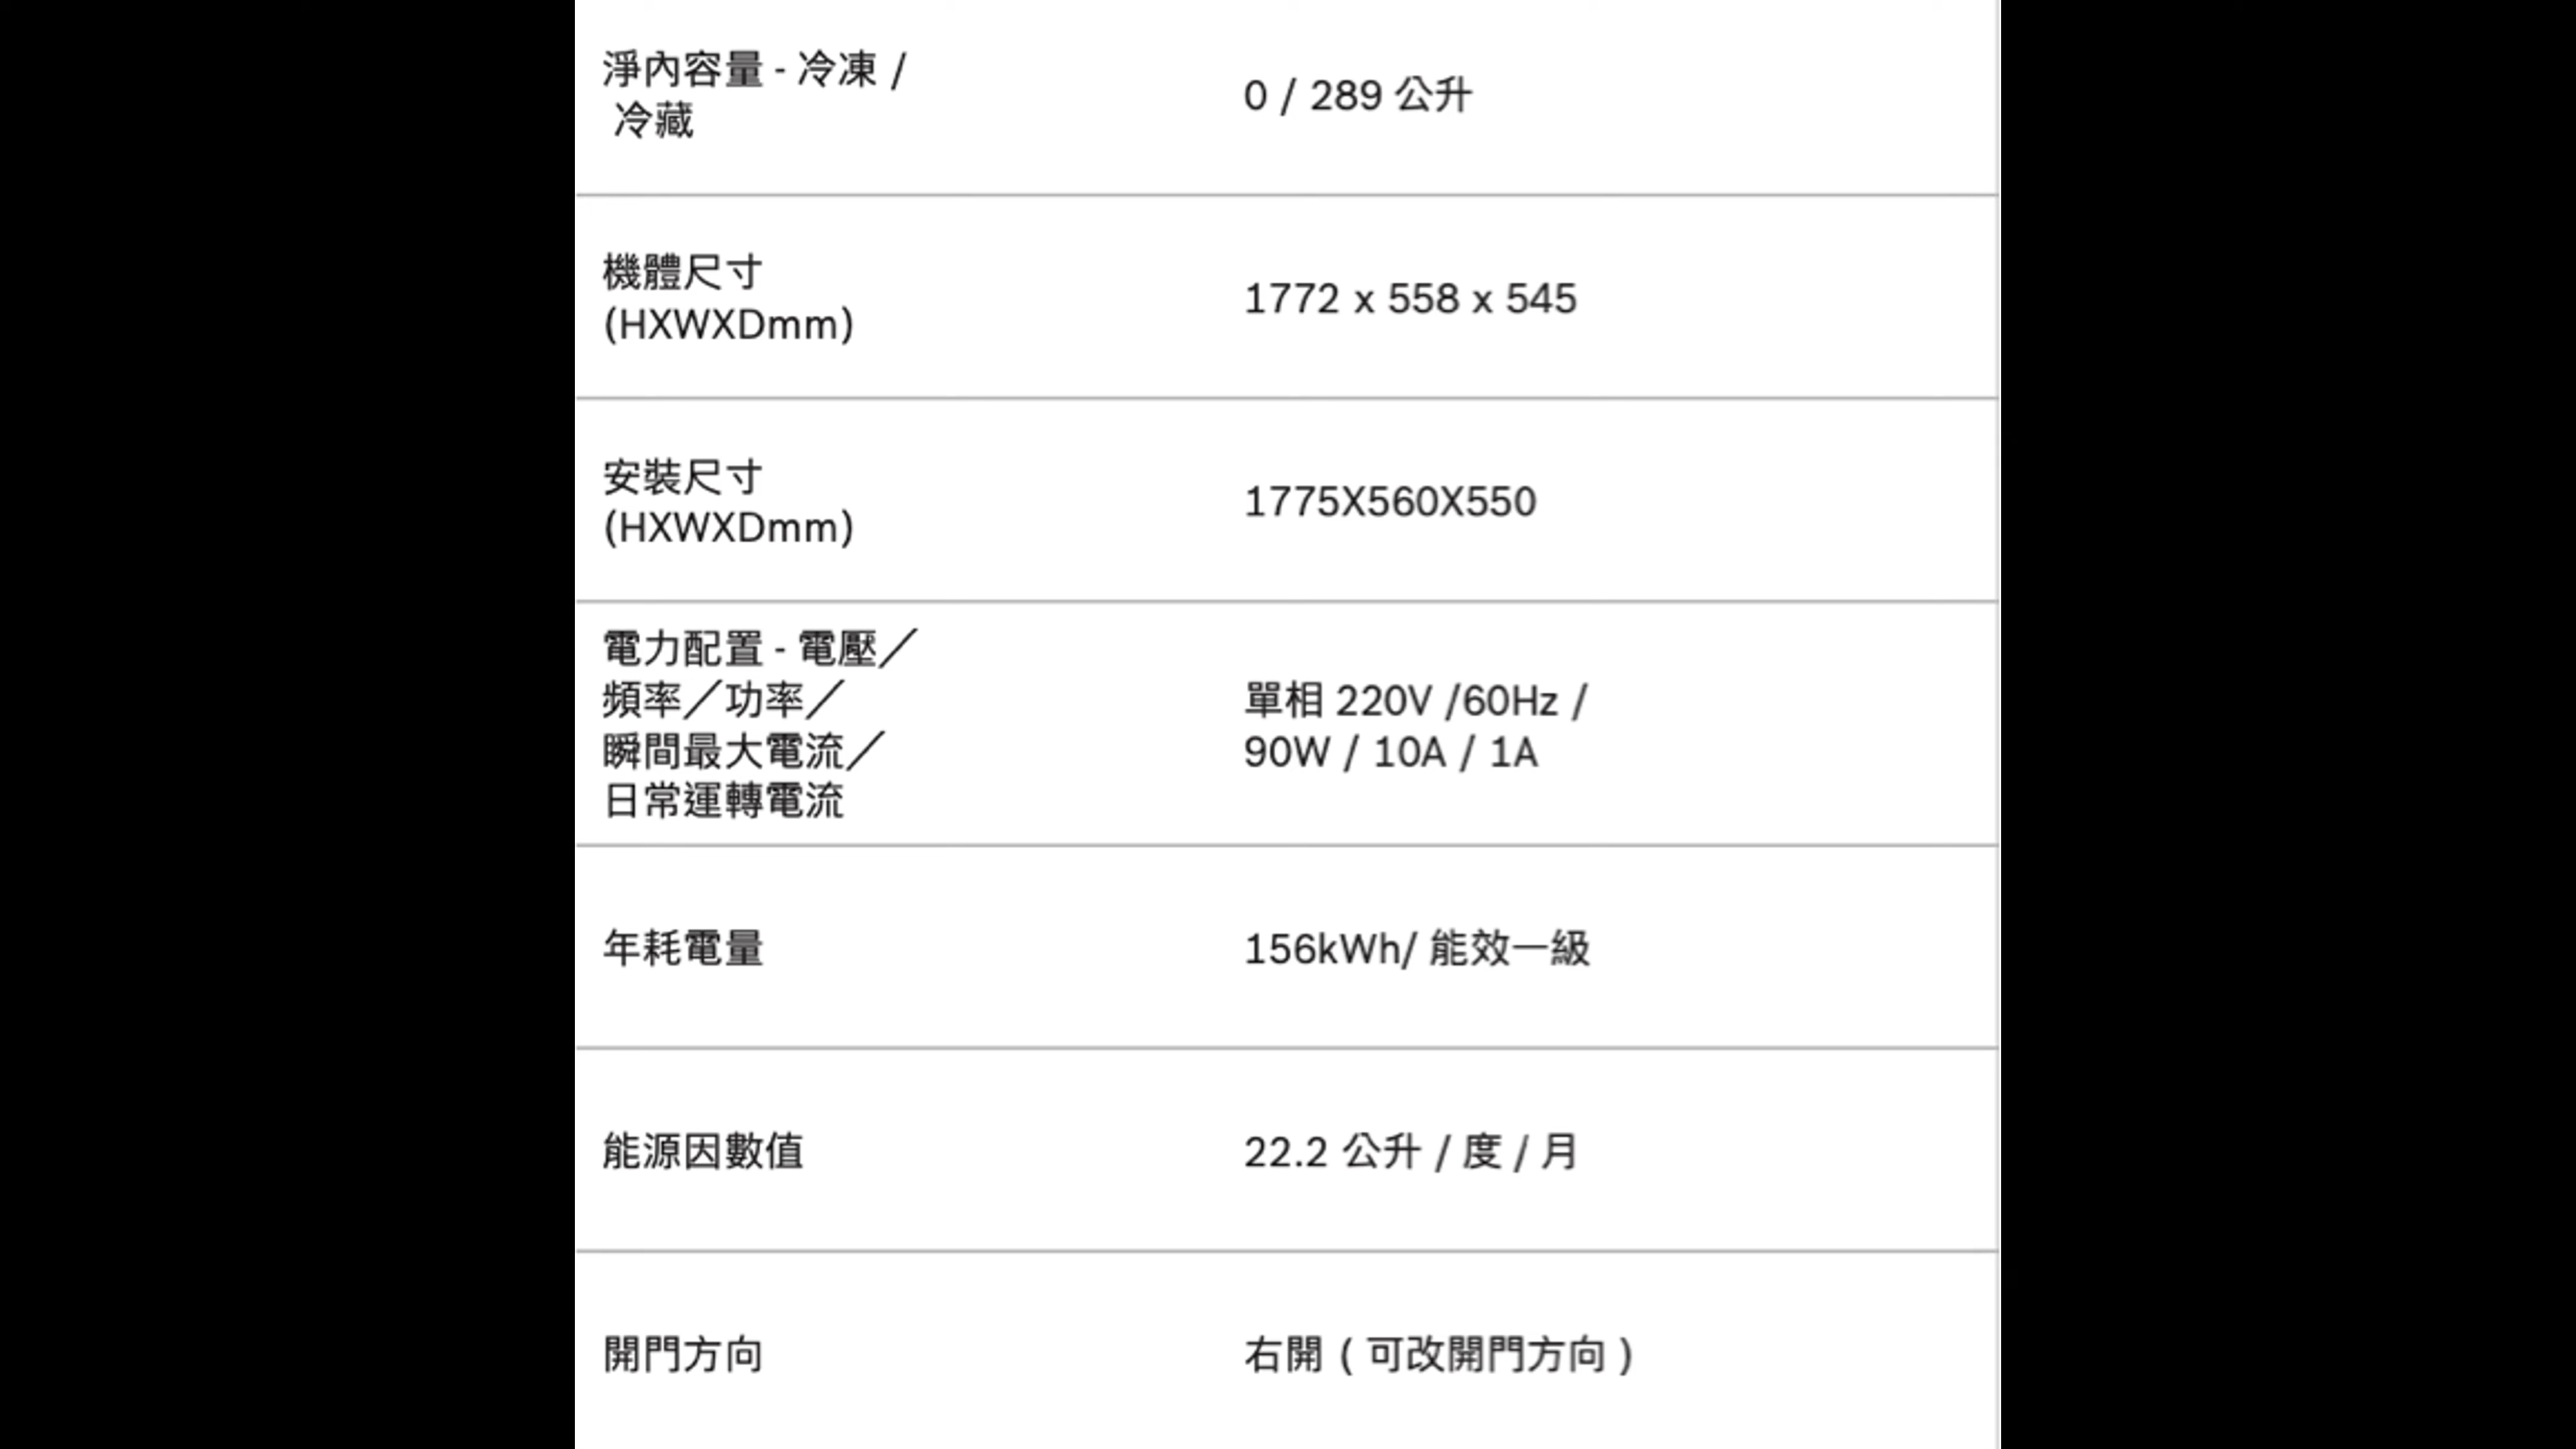 淨內容量 - 冷凍 /
冷藏
0 / 289 公升
機體尺寸
(HXWXDmm)
1772 x 558 x 545
安裝尺寸
(HXWXDmm)
1775X560X550
電力配置 - 電壓／
頻率／功率／
瞬間最大電流／
日常運轉電流
單相 220V /60Hz /
90W / 10A / 1A
年耗電量
156kWh/ 能效一級
能源因數值
22.2 公升 / 度 / 月
開門方向
右開 ( 可改開門方向 )